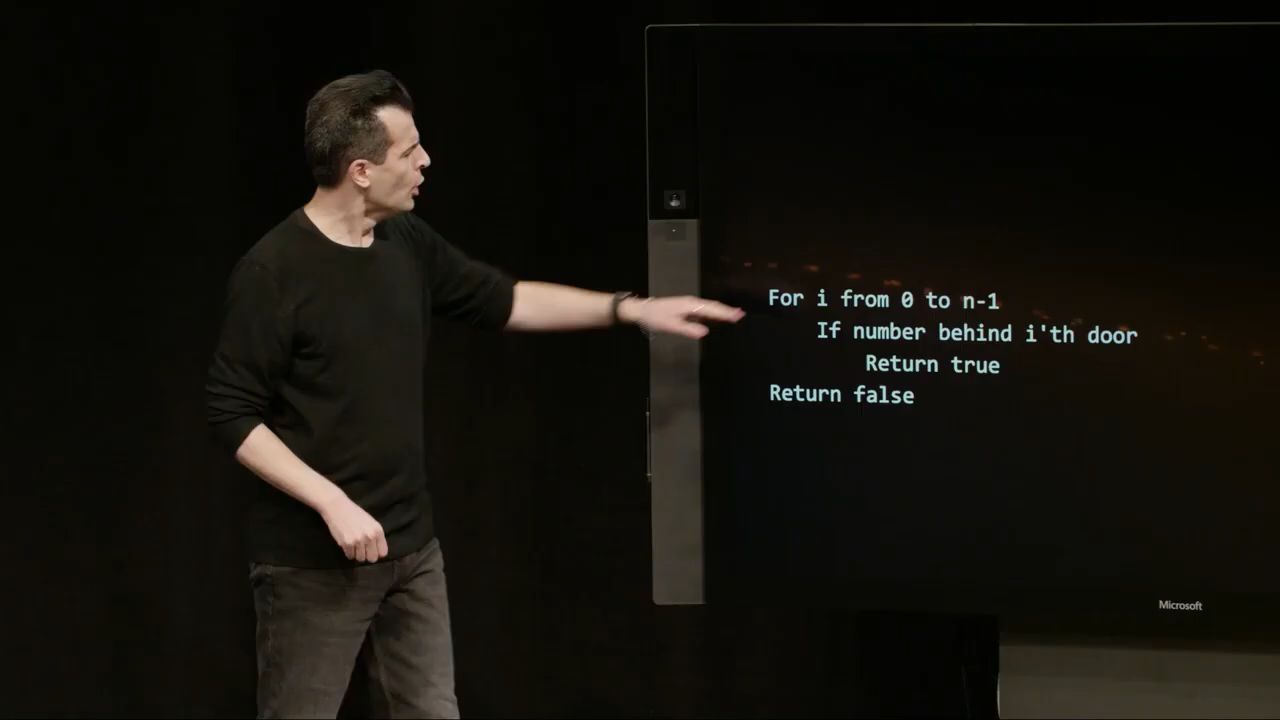 For i from 0 to n-1
If number behind i'th door
Return true
Return false
Microsoft